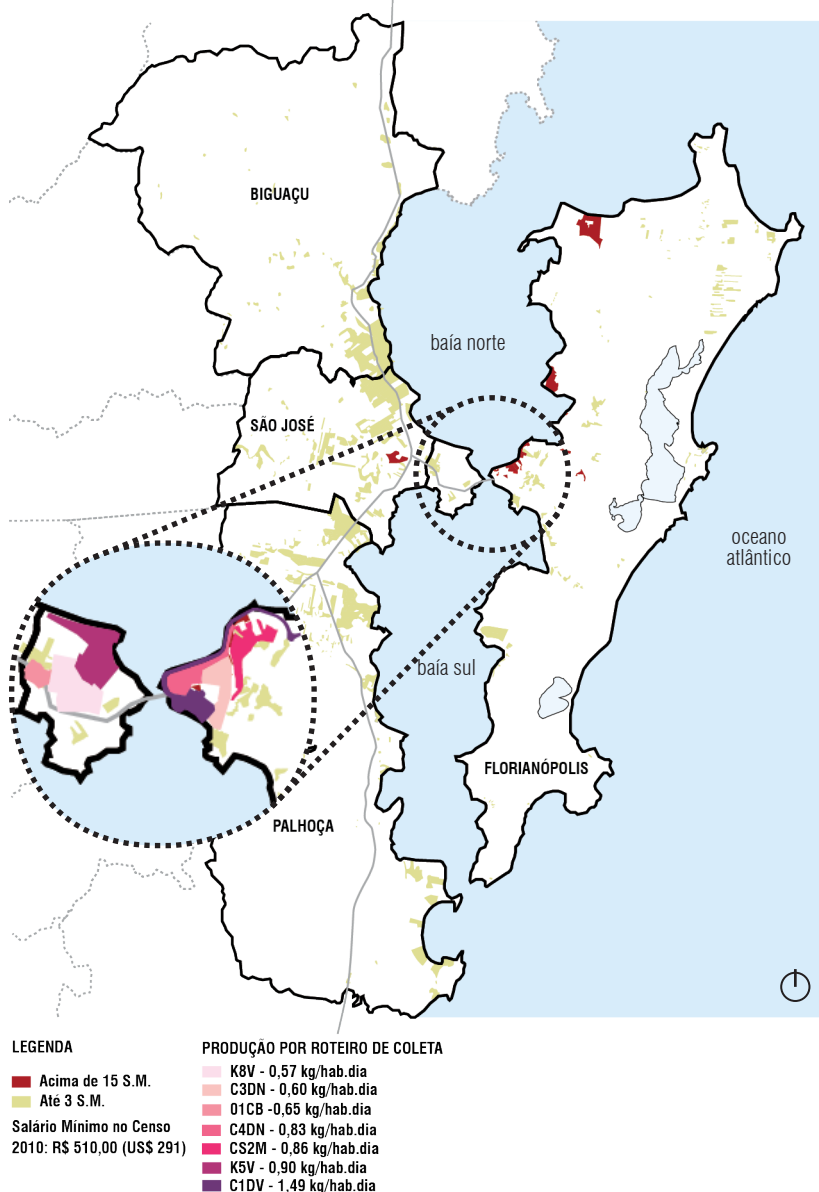 BIGUAÇU
baía norte
SÃO JOSÉ
oceano
atlântico
baía sul
FLORIANÓPOLIS
PALHOÇA
LEGENDA
Acima de 15 S.M.
Até 3 S.M.
Salário Mínimo no Censo
2010: R$ 510,00 (US$ 291)
PRODUÇÃO POR ROTEIRO DE COLETA
K8V - 0,57 kg/hab.dia
C3DN - 0,60 kg/hab.dia
01CB -0,65 kg/hab.dia
C4DN - 0,83 kg/hab.dia
CS2M - 0,86 kg/hab.dia
K5V - 0,90 kg/hab.dia
C1DV - 1,49 kg/hab.dia